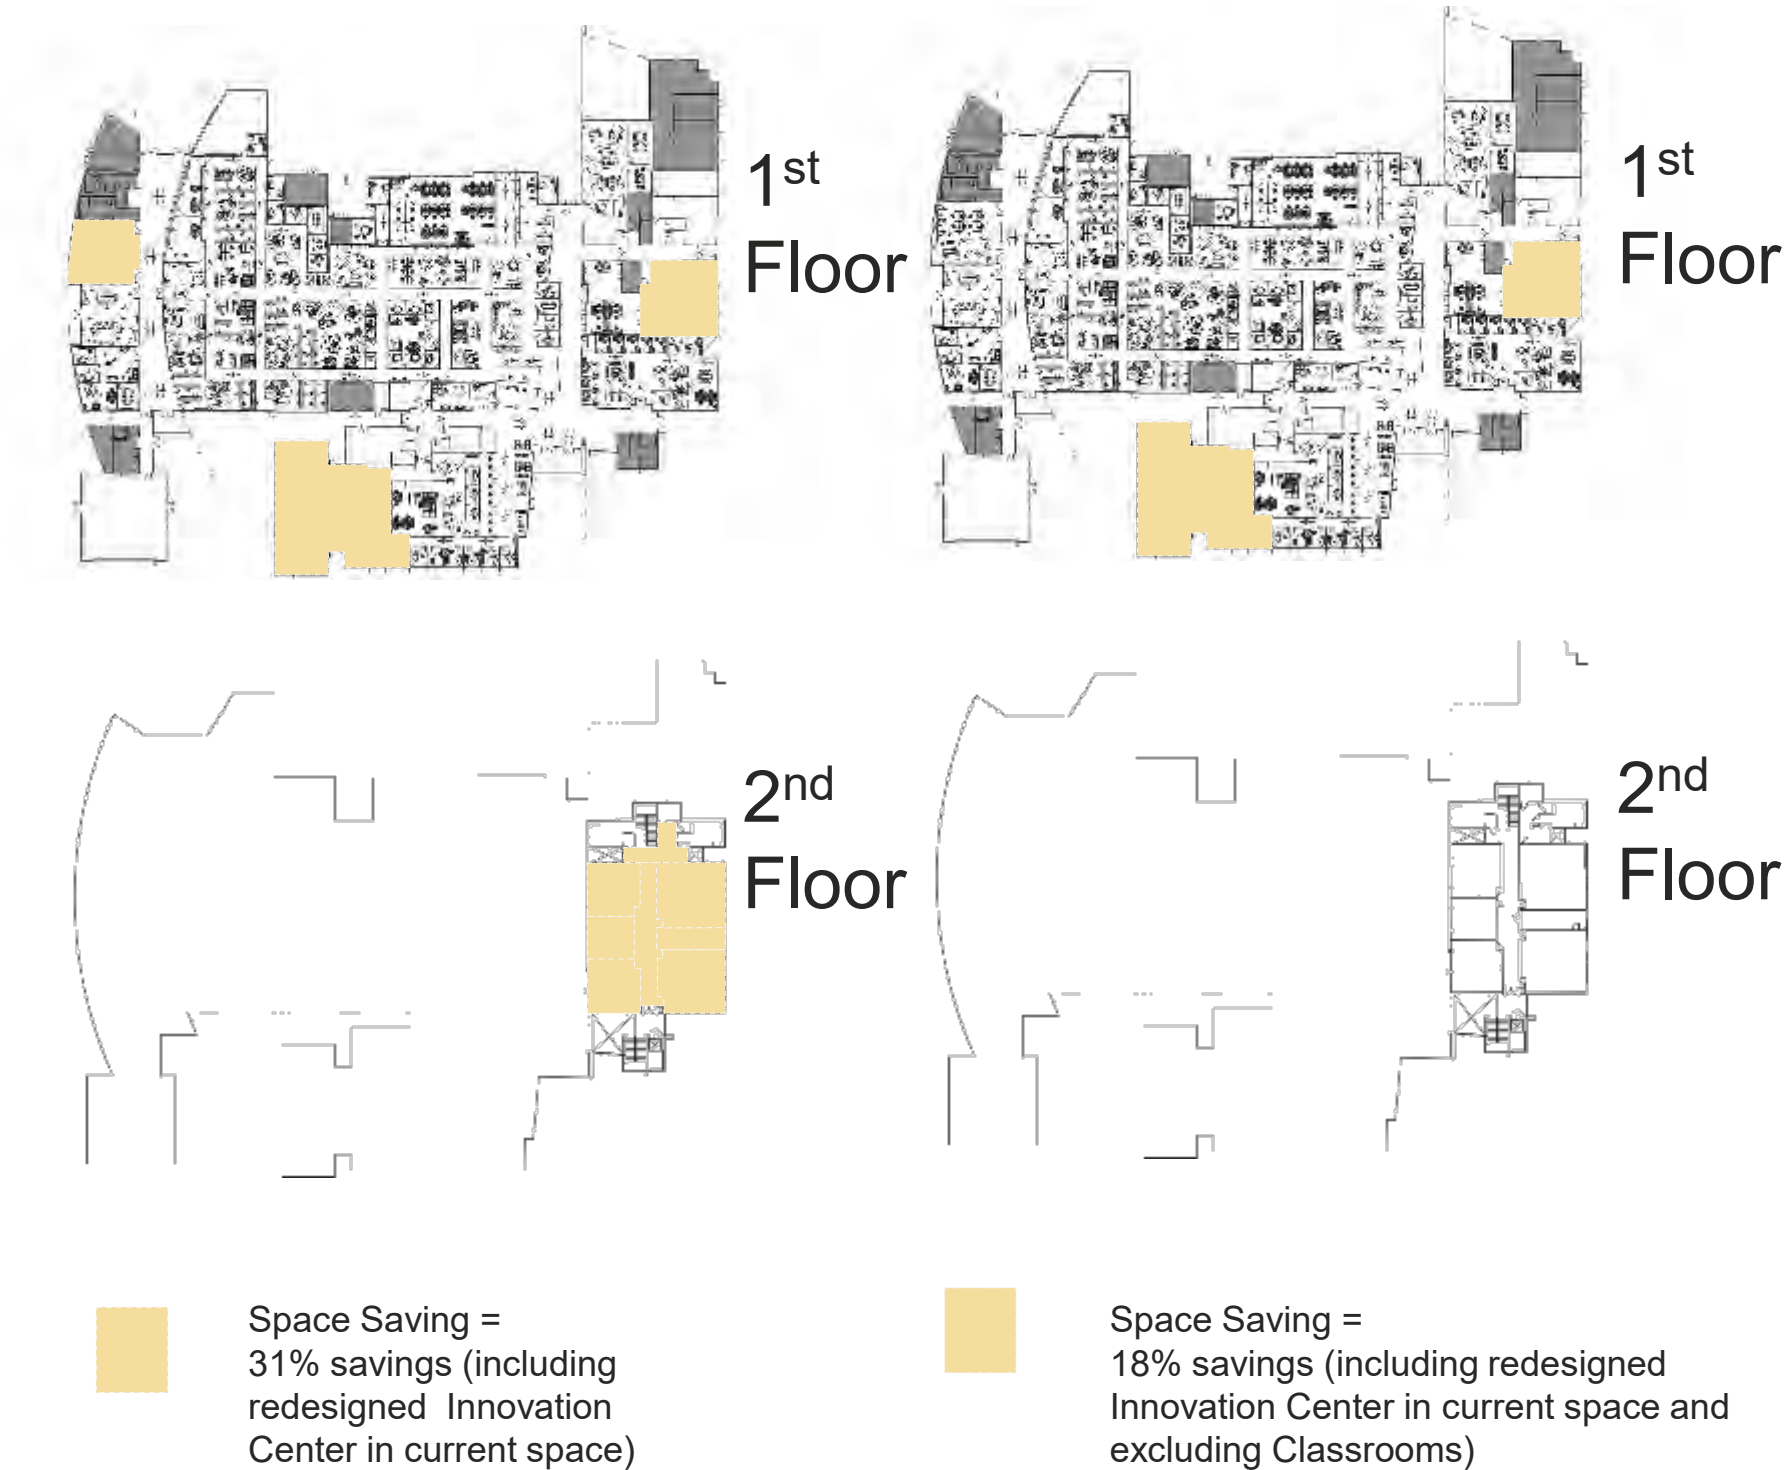 1st
Floor
1st
Floor
2nd
Floor
2nd
Floor
Space Saving =
31% savings (including
redesigned Innovation
Center in current space)
Space Saving =
18% savings (including redesigned
Innovation Center in current space and
excluding Classrooms)